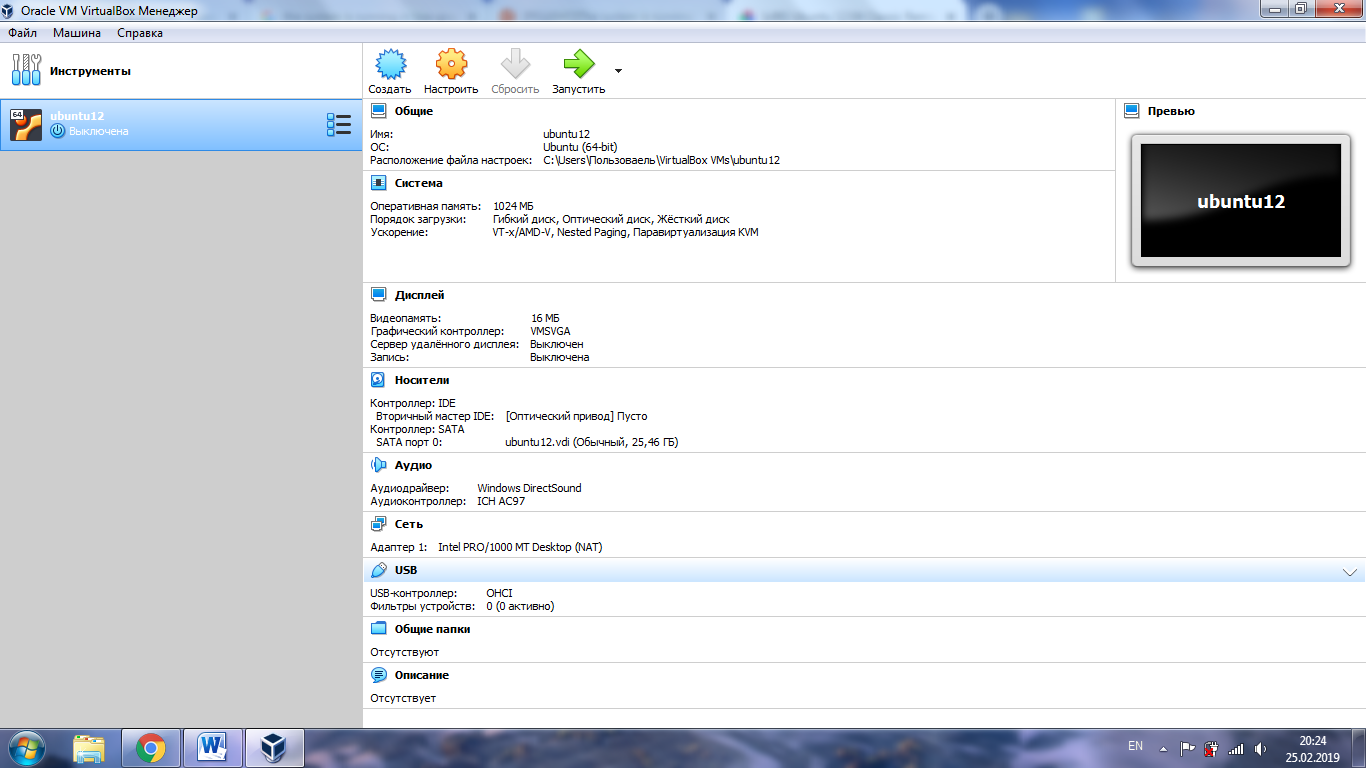 Oracle VM VirtualBox Менеджер
Файл Машина Справка
Инструменты
Создать Настроить Сбросить Запустить
64
ubuntu12
Выключена
Общие
Имя: ubuntu12
ОС: Ubuntu (64-bit)
Расположение файла настроек: C:\Users\Пользоваель\VirtualBox VMs\ubuntu12
Превью
ubuntu12
Система
Оперативная память: 1024 МБ
Порядок загрузки: Гибкий диск, Оптический диск, Жёсткий диск
Ускорение: VT-x/AMD-V, Nested Paging, Паравиртуализация KVM
Дисплей
Видеопамять: 16 МБ
Графический контроллер: VMSVGA
Сервер удалённого дисплея: Выключен
Запись: Выключена
Носители
Контроллер: IDE
Вторичный мастер IDE: [Оптический привод] Пусто
Контроллер: SATA
SATA порт 0: ubuntu12.vdi (Обычный, 25,46 ГБ)
Аудио
Аудиодрайвер: Windows DirectSound
Аудиоконтроллер: ICH AC97
Сеть
Адаптер 1: Intel PRO/1000 MT Desktop (NAT)
USB
USB-контроллер: OHCI
Фильтры устройств: 0 (0 активно)
Общие папки
Отсутствуют
Описание
Отсутствует
EN
20:24
25.02.2019